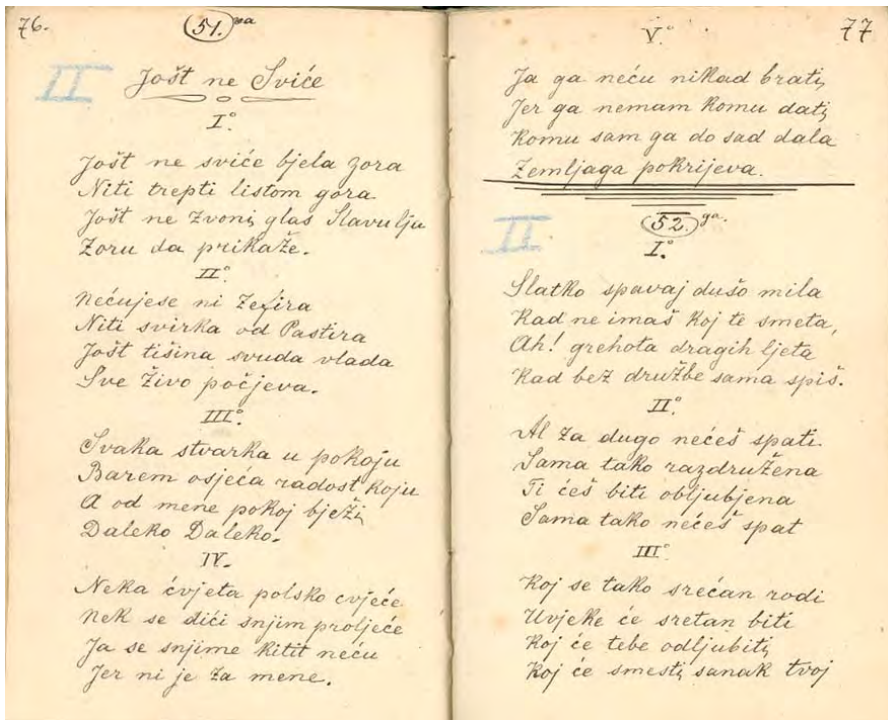 76.
51. ga
II
Jošt ne Sviće
I.º
Jošt ne sviće bjela zora
Niti trepti listom gora
Jošt ne zvoni, glas Slavulju
Zoru da prikaže.
II.º
Nećujese ni Zefira
Niti svirka od Pastira
Jošt tišina svuda vlada
Sve živo počjeva.
III.º
Svaka stvarka u pokoju
Barem osjeća radost koju
A od mene pokoj bježi,
Daleko Daleko.
IV.
Neka ćvjeta polsko cvjeće
Nek se dići snjim proljeće
Ja se snjime kitit neću
Jer ni je za mene.
V.º
77
Ja ga neću nikad brati,
Jer ga nemam komu dati,
Komu sam ga do sad dala
Zemljaga pokrijeva.
52. ga.
II
I.º
Slatko spavaj dušo mila
Kad ne imaš koj te smeta,
Ah! grehota dragih ljeta
Kad bez družbe sama spiš.
II.º
Al za dugo nećeš spati
Sama tako razdružena
Ti ćeš biti obljubjena
Sama tako nećeš spat
III.º
Koj se tako srećan rodi
Uvjeke će sretan biti
Koj će tebe odljubiti,
Koj će smesti, sanak tvoj